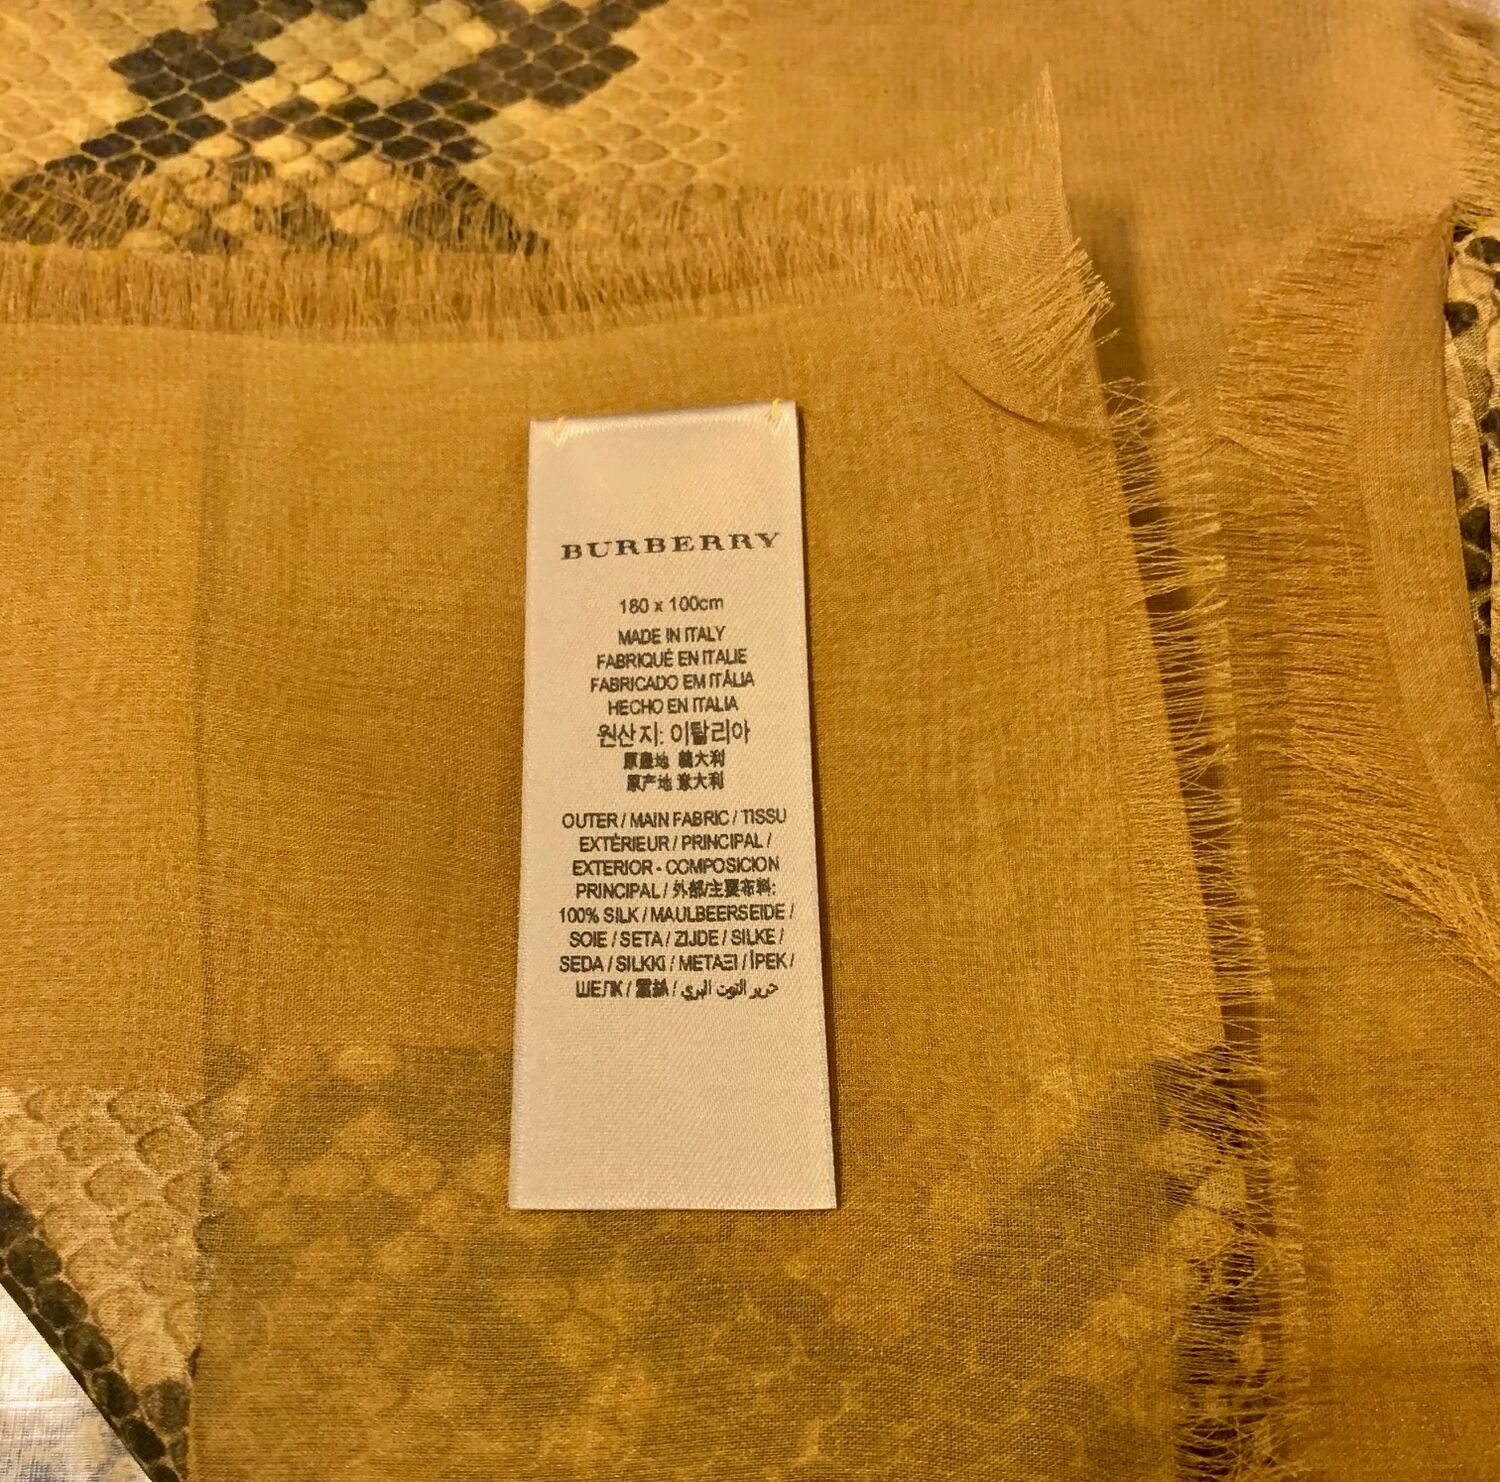 BURBERRY
180 x 100cm
MADE IN ITALY
FABRIQUÉ EN ITALIE
FABRICADO EM ITÁLIA
HECHO EN ITALIA
원산지: 이탈리아
原產地 義大利
原产地 意大利
OUTER / MAIN FABRIC / TISSU
EXTÉRIEUR / PRINCIPAL /
EXTERIOR - COMPOSICION
PRINCIPAL / 外部/主要布料:
100% SILK / MAULBEERSEIDE /
SOIE / SETA / ZIJDE / SILKE /
SEDA / SILKKI / ΜΕΤΑΞΙ / İPEK /
ШЕЛК / / حرير التوت البري